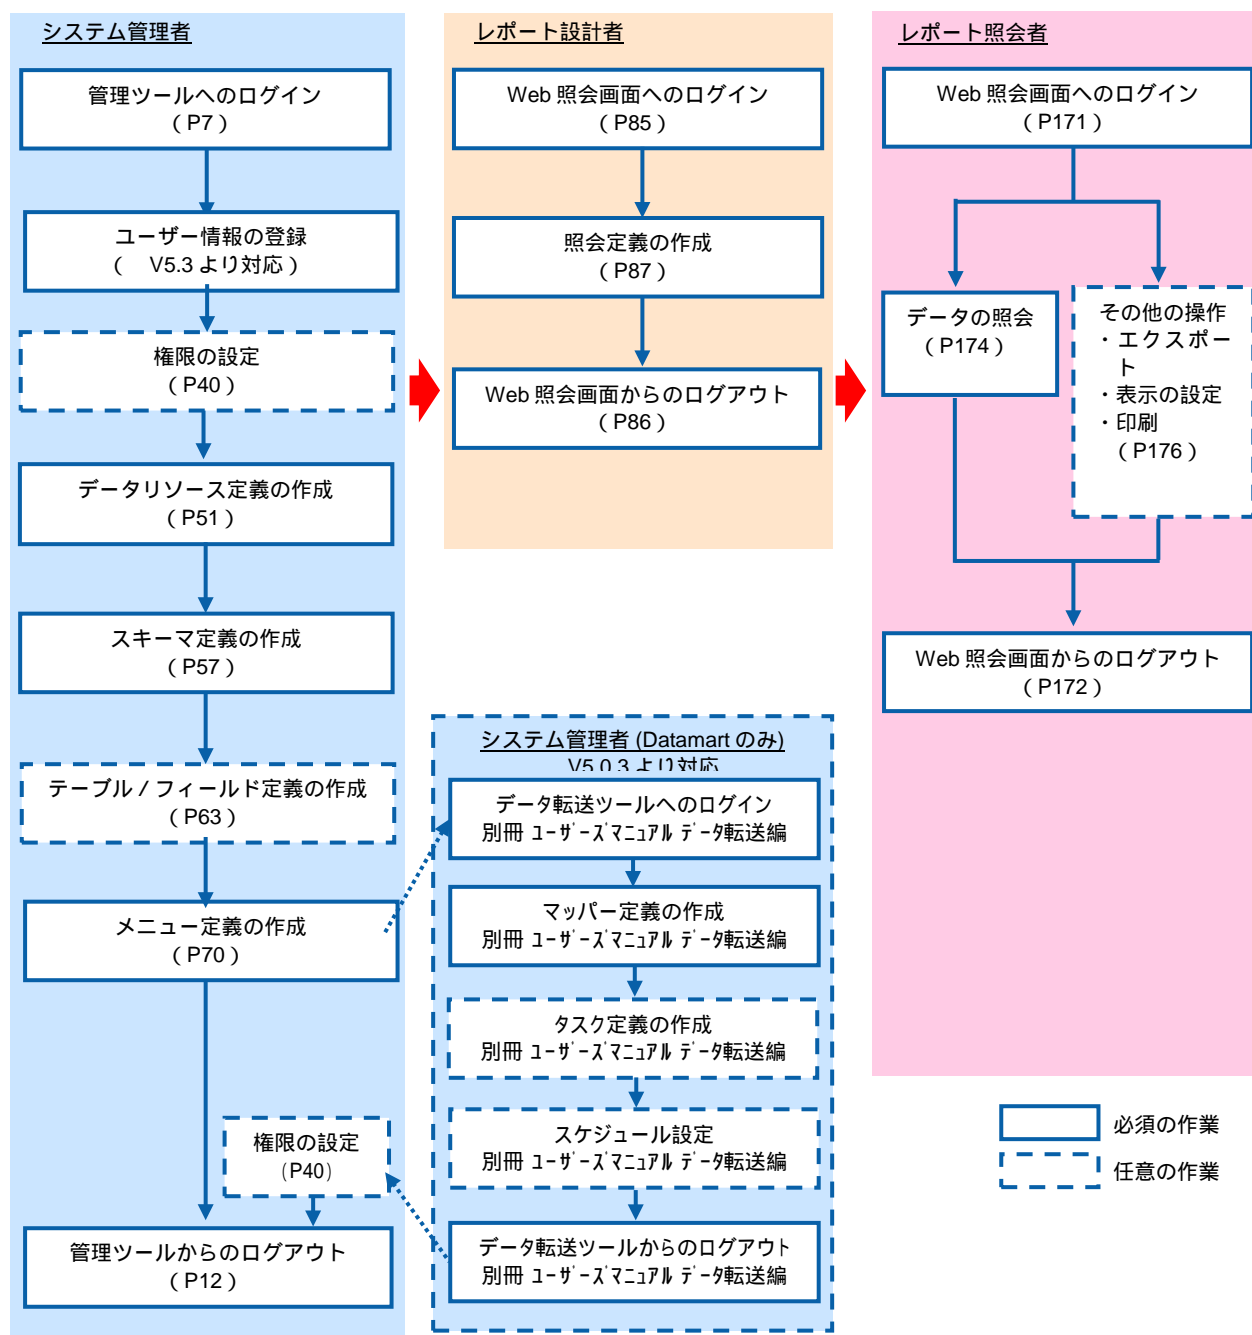 システム管理者
管理ツールへのログイン
(P7)
ユーザー情報の登録
( V5.3 より対応)
権限の設定
(P40)
データリソース定義の作成
(P51)
スキーマ定義の作成
(P57)
テーブル / フィールド定義の作成
(P63)
メニュー定義の作成
(P70)
権限の設定
(P40)
管理ツールからのログアウト
(P12)
レポート設計者
Web 照会画面へのログイン
(P85)
照会定義の作成
(P87)
Web 照会画面からのログアウト
(P86)
システム管理者 (Datamart のみ)
V5.0.3 より対応
データ転送ツールへのログイン
別冊 ユーザーズマニュアル データ転送編
マッパー定義の作成
別冊 ユーザーズマニュアル データ転送編
タスク定義の作成
別冊 ユーザーズマニュアル データ転送編
スケジュール設定
別冊 ユーザーズマニュアル データ転送編
データ転送ツールからのログアウト
別冊 ユーザーズマニュアル データ転送編
レポート照会者
Web 照会画面へのログイン
(P171)
データの照会
(P174)
その他の操作
・エクスポー
ト
・表示の設定
・印刷
(P176)
Web 照会画面からのログアウト
(P172)
必須の作業
任意の作業